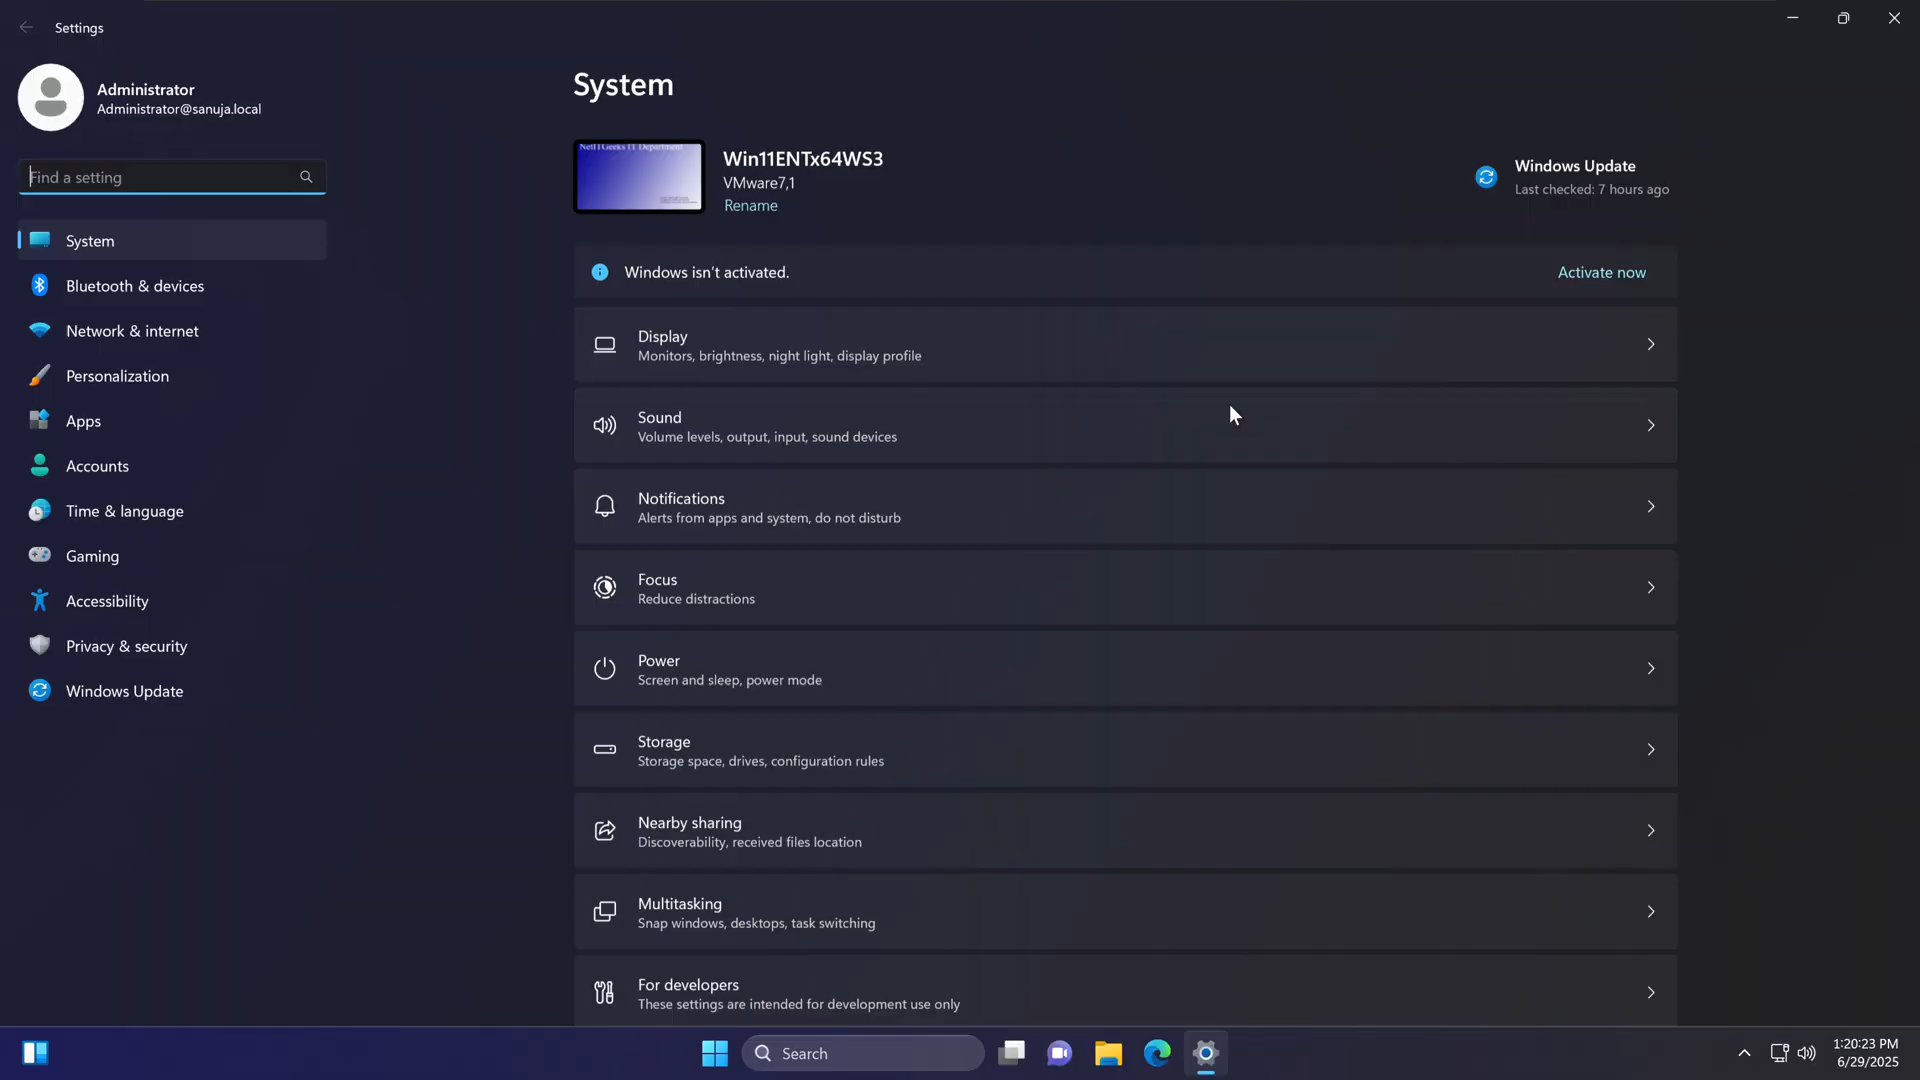 Settings
Administrator
Administrator@sanuja.local
Find a setting
System
Bluetooth & devices
Network & internet
Personalization
Apps
Accounts
Time & language
Gaming
Accessibility
Privacy & security
Windows Update
System
NetITGeeks IT Department
Win11ENTx64WS3
VMware7,1
Rename
Windows Update
Last checked: 7 hours ago
Windows isn't activated.
Activate now
Display
Monitors, brightness, night light, display profile
Sound
Volume levels, output, input, sound devices
Notifications
Alerts from apps and system, do not disturb
Focus
Reduce distractions
Power
Screen and sleep, power mode
Storage
Storage space, drives, configuration rules
Nearby sharing
Discoverability, received files location
Multitasking
Snap windows, desktops, task switching
For developers
These settings are intended for development use only
Search
1:20:23 PM
6/29/2025